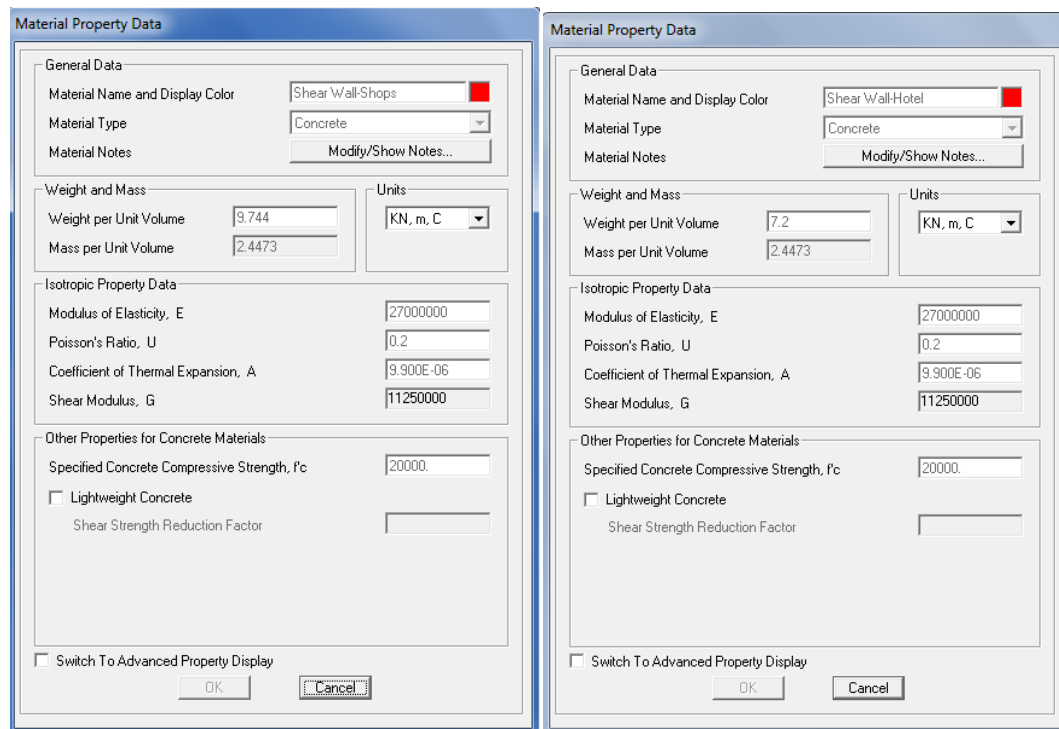 Material Property Data
General Data
Material Name and Display Color Shear Wall-Shops
Material Type Concrete
Material Notes Modify/Show Notes...
Weight and Mass
Weight per Unit Volume 9.744
Mass per Unit Volume 2.4473
Units
KN, m, C
Isotropic Property Data
Modulus of Elasticity, E 27000000
Poisson's Ratio, U 0.2
Coefficient of Thermal Expansion, A 9.900E-06
Shear Modulus, G 11250000
Other Properties for Concrete Materials
Specified Concrete Compressive Strength, f'c 20000.
Lightweight Concrete
Shear Strength Reduction Factor
Switch To Advanced Property Display
OK Cancel
Material Property Data
General Data
Material Name and Display Color Shear Wall-Hotel
Material Type Concrete
Material Notes Modify/Show Notes...
Weight and Mass
Weight per Unit Volume 7.2
Mass per Unit Volume 2.4473
Units
KN, m, C
Isotropic Property Data
Modulus of Elasticity, E 27000000
Poisson's Ratio, U 0.2
Coefficient of Thermal Expansion, A 9.900E-06
Shear Modulus, G 11250000
Other Properties for Concrete Materials
Specified Concrete Compressive Strength, f'c 20000.
Lightweight Concrete
Shear Strength Reduction Factor
Switch To Advanced Property Display
OK Cancel